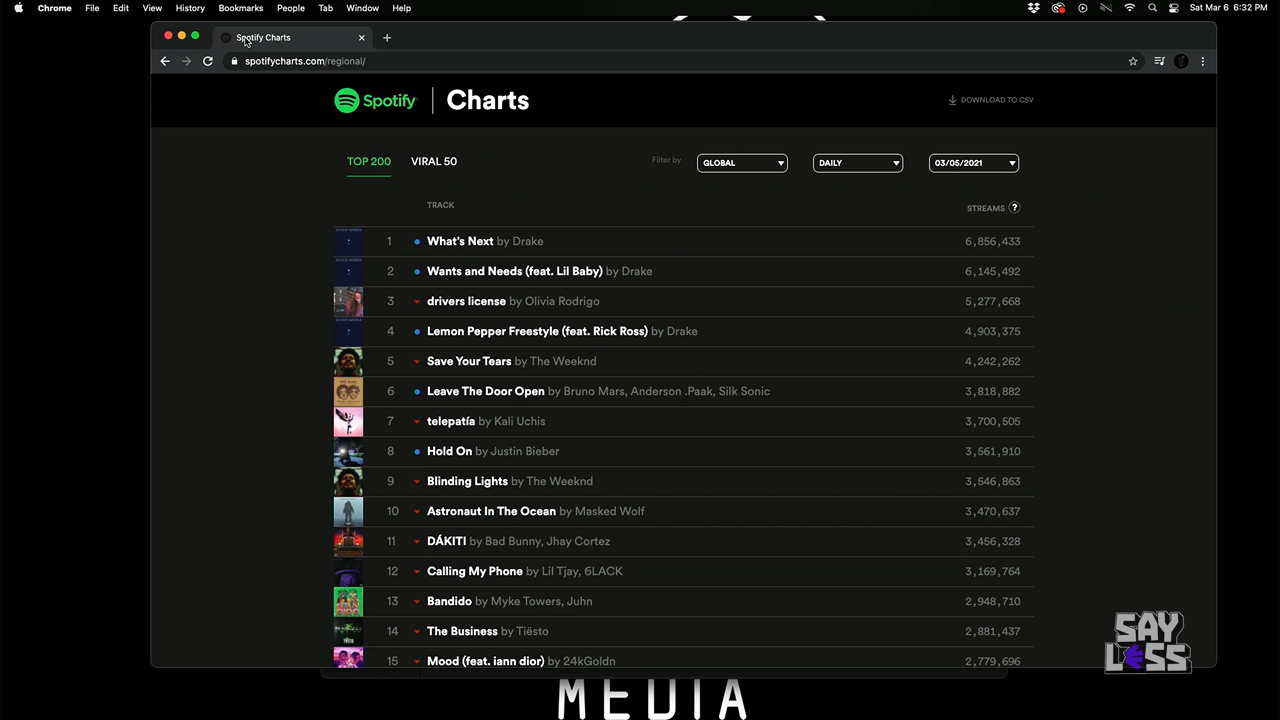 Chrome File Edit View History Bookmarks People Tab Window Help Sat Mar 6 6:32 PM
Spotify Charts
spotifycharts.com/regional/
Spotify Charts DOWNLOAD TO CSV
TOP 200 VIRAL 50 Filter by GLOBAL DAILY 03/05/2021
TRACK STREAMS ?
1 What's Next by Drake 6,856,433
2 Wants and Needs (feat. Lil Baby) by Drake 6,145,492
3 drivers license by Olivia Rodrigo 5,277,668
4 Lemon Pepper Freestyle (feat. Rick Ross) by Drake 4,903,375
5 Save Your Tears by The Weeknd 4,242,262
6 Leave The Door Open by Bruno Mars, Anderson .Paak, Silk Sonic 3,818,882
7 telepatía by Kali Uchis 3,700,505
8 Hold On by Justin Bieber 3,561,910
9 Blinding Lights by The Weeknd 3,546,863
10 Astronaut In The Ocean by Masked Wolf 3,470,637
11 DÁKITI by Bad Bunny, Jhay Cortez 3,456,328
12 Calling My Phone by Lil Tjay, 6LACK 3,169,764
13 Bandido by Myke Towers, Juhn 2,948,710
14 The Business by Tiësto 2,881,437
15 Mood (feat. iann dior) by 24kGoldn 2,779,696
SAY
LESS
MEDIA